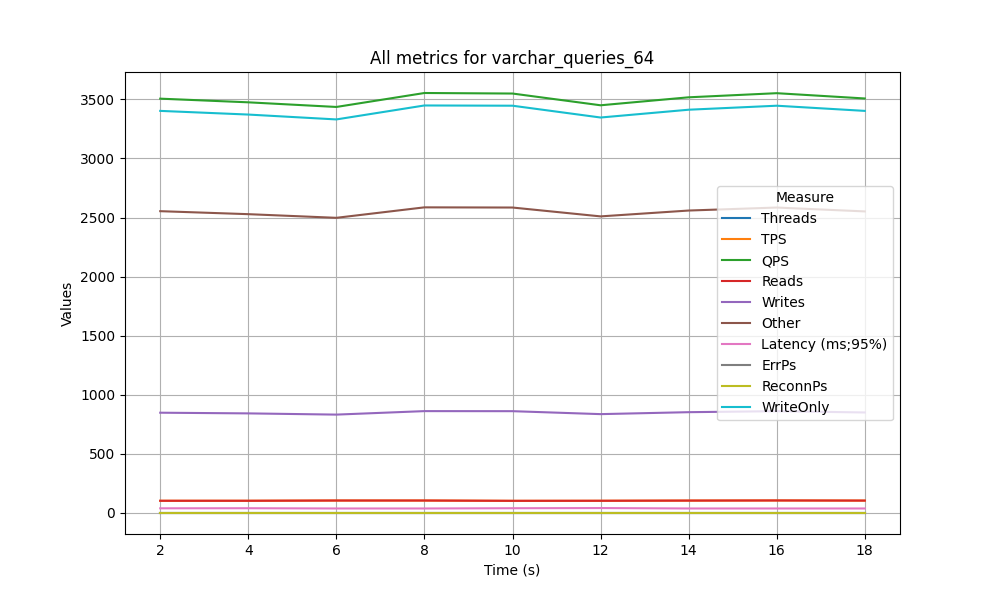 All metrics for varchar_queries_64
Values
3500
3000
2500
2000
1500
1000
500
0
Measure
Threads
TPS
QPS
Reads
Writes
Other
Latency (ms;95%)
ErrPs
ReconnPs
WriteOnly
2 4 6 8 10 12 14 16 18
Time (s)